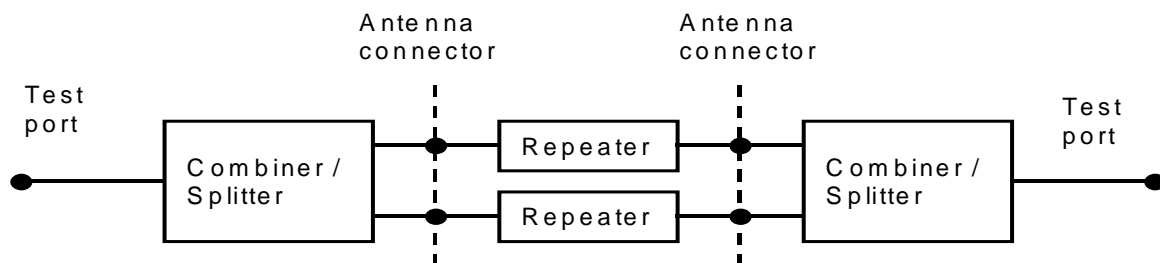 Antenna
connector
Antenna
connector
Test
port
Test
port
Combiner /
Splitter
Repeater
Repeater
Combiner /
Splitter